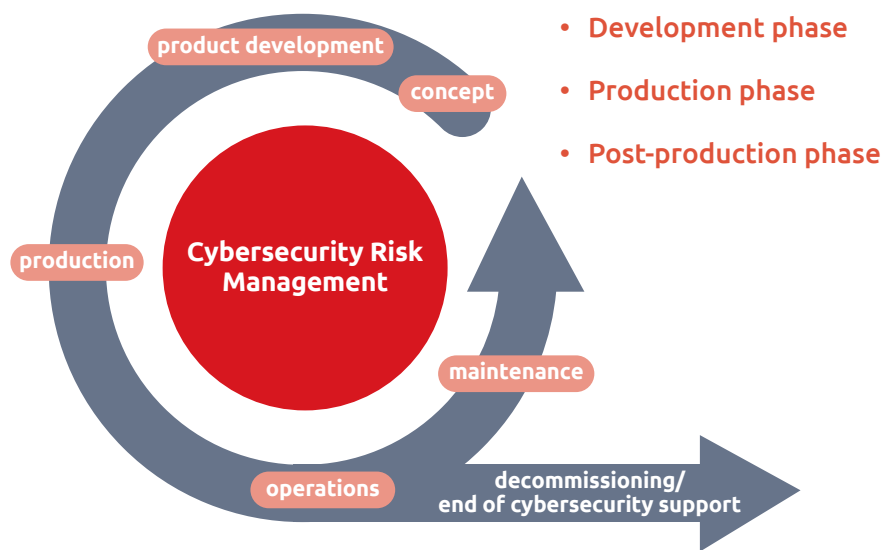 product development
concept
• Development phase
• Production phase
• Post-production phase
production
Cybersecurity Risk
Management
maintenance
operations
decommissioning/
end of cybersecurity support